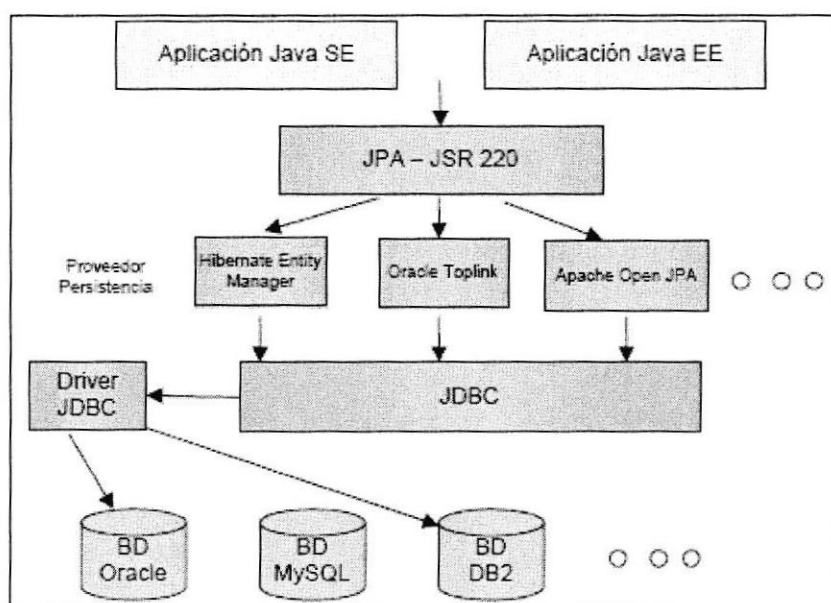 Aplicación Java SE
Aplicación Java EE
JPA – JSR 220
Proveedor
Persistencia
Hibernate Entity
Manager
Oracle Toplink
Apache Open JPA
Driver
JDBC
JDBC
BD
Oracle
BD
MySQL
BD
DB2